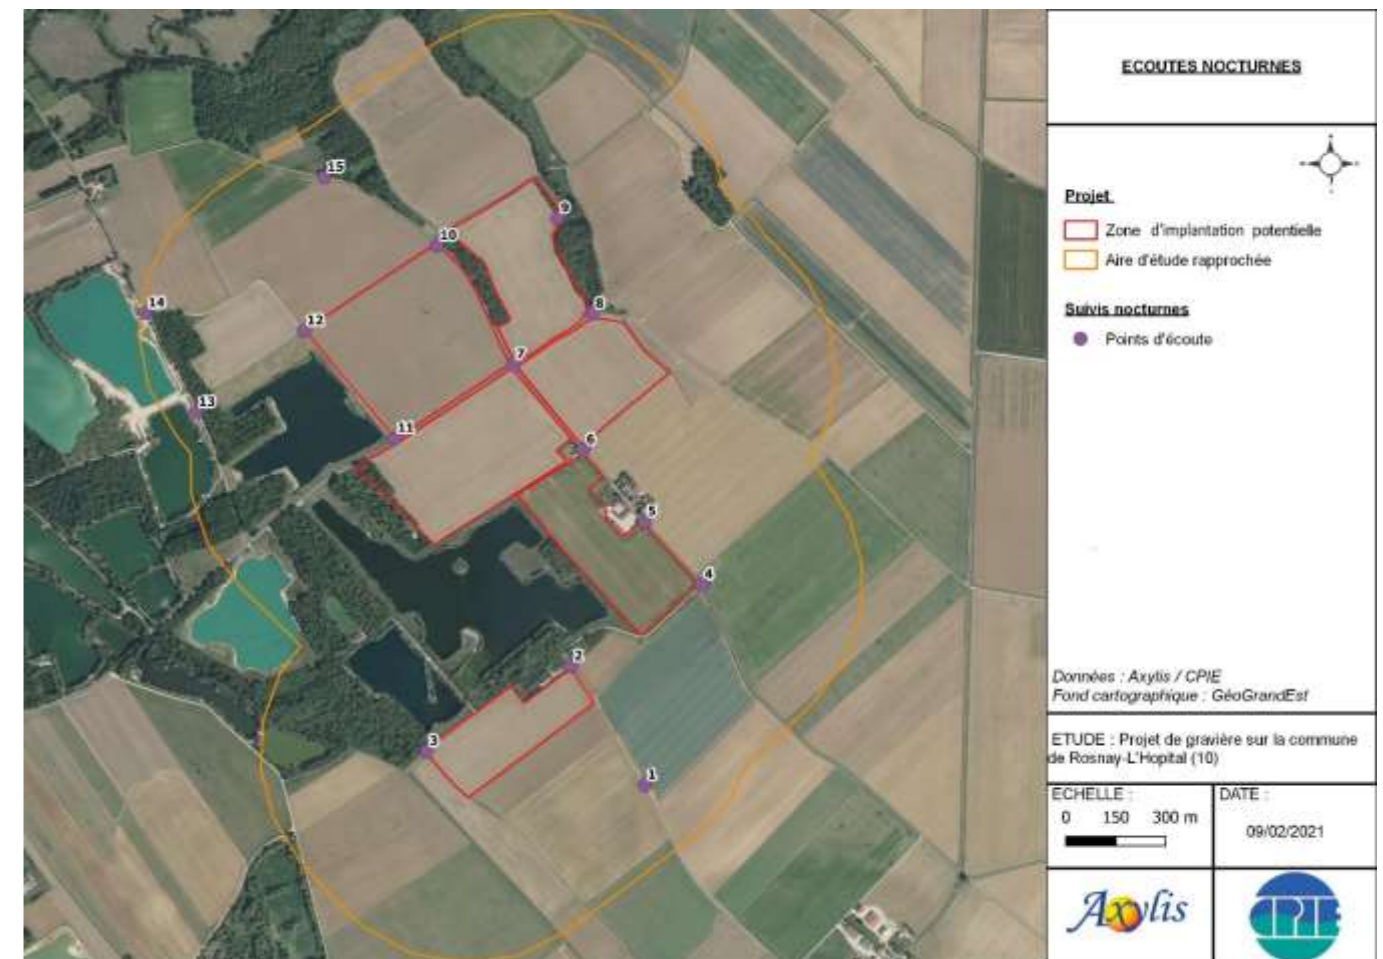 ECOUTES NOCTURNES
Projet
Zone d'implantation potentielle
Aire d'étude rapprochée
Suivis nocturnes
Points d'écoute
Données : Axylis / CPIE
Fond cartographique : GéoGrandEst
ETUDE : Projet de gravière sur la commune
de Rosnay-L'Hopital (10)
ECHELLE :
0 150 300 m
DATE :
09/02/2021
Axylis
CPIE
15
9
10
14
8
12
7
13
11
6
5
4
2
3
1